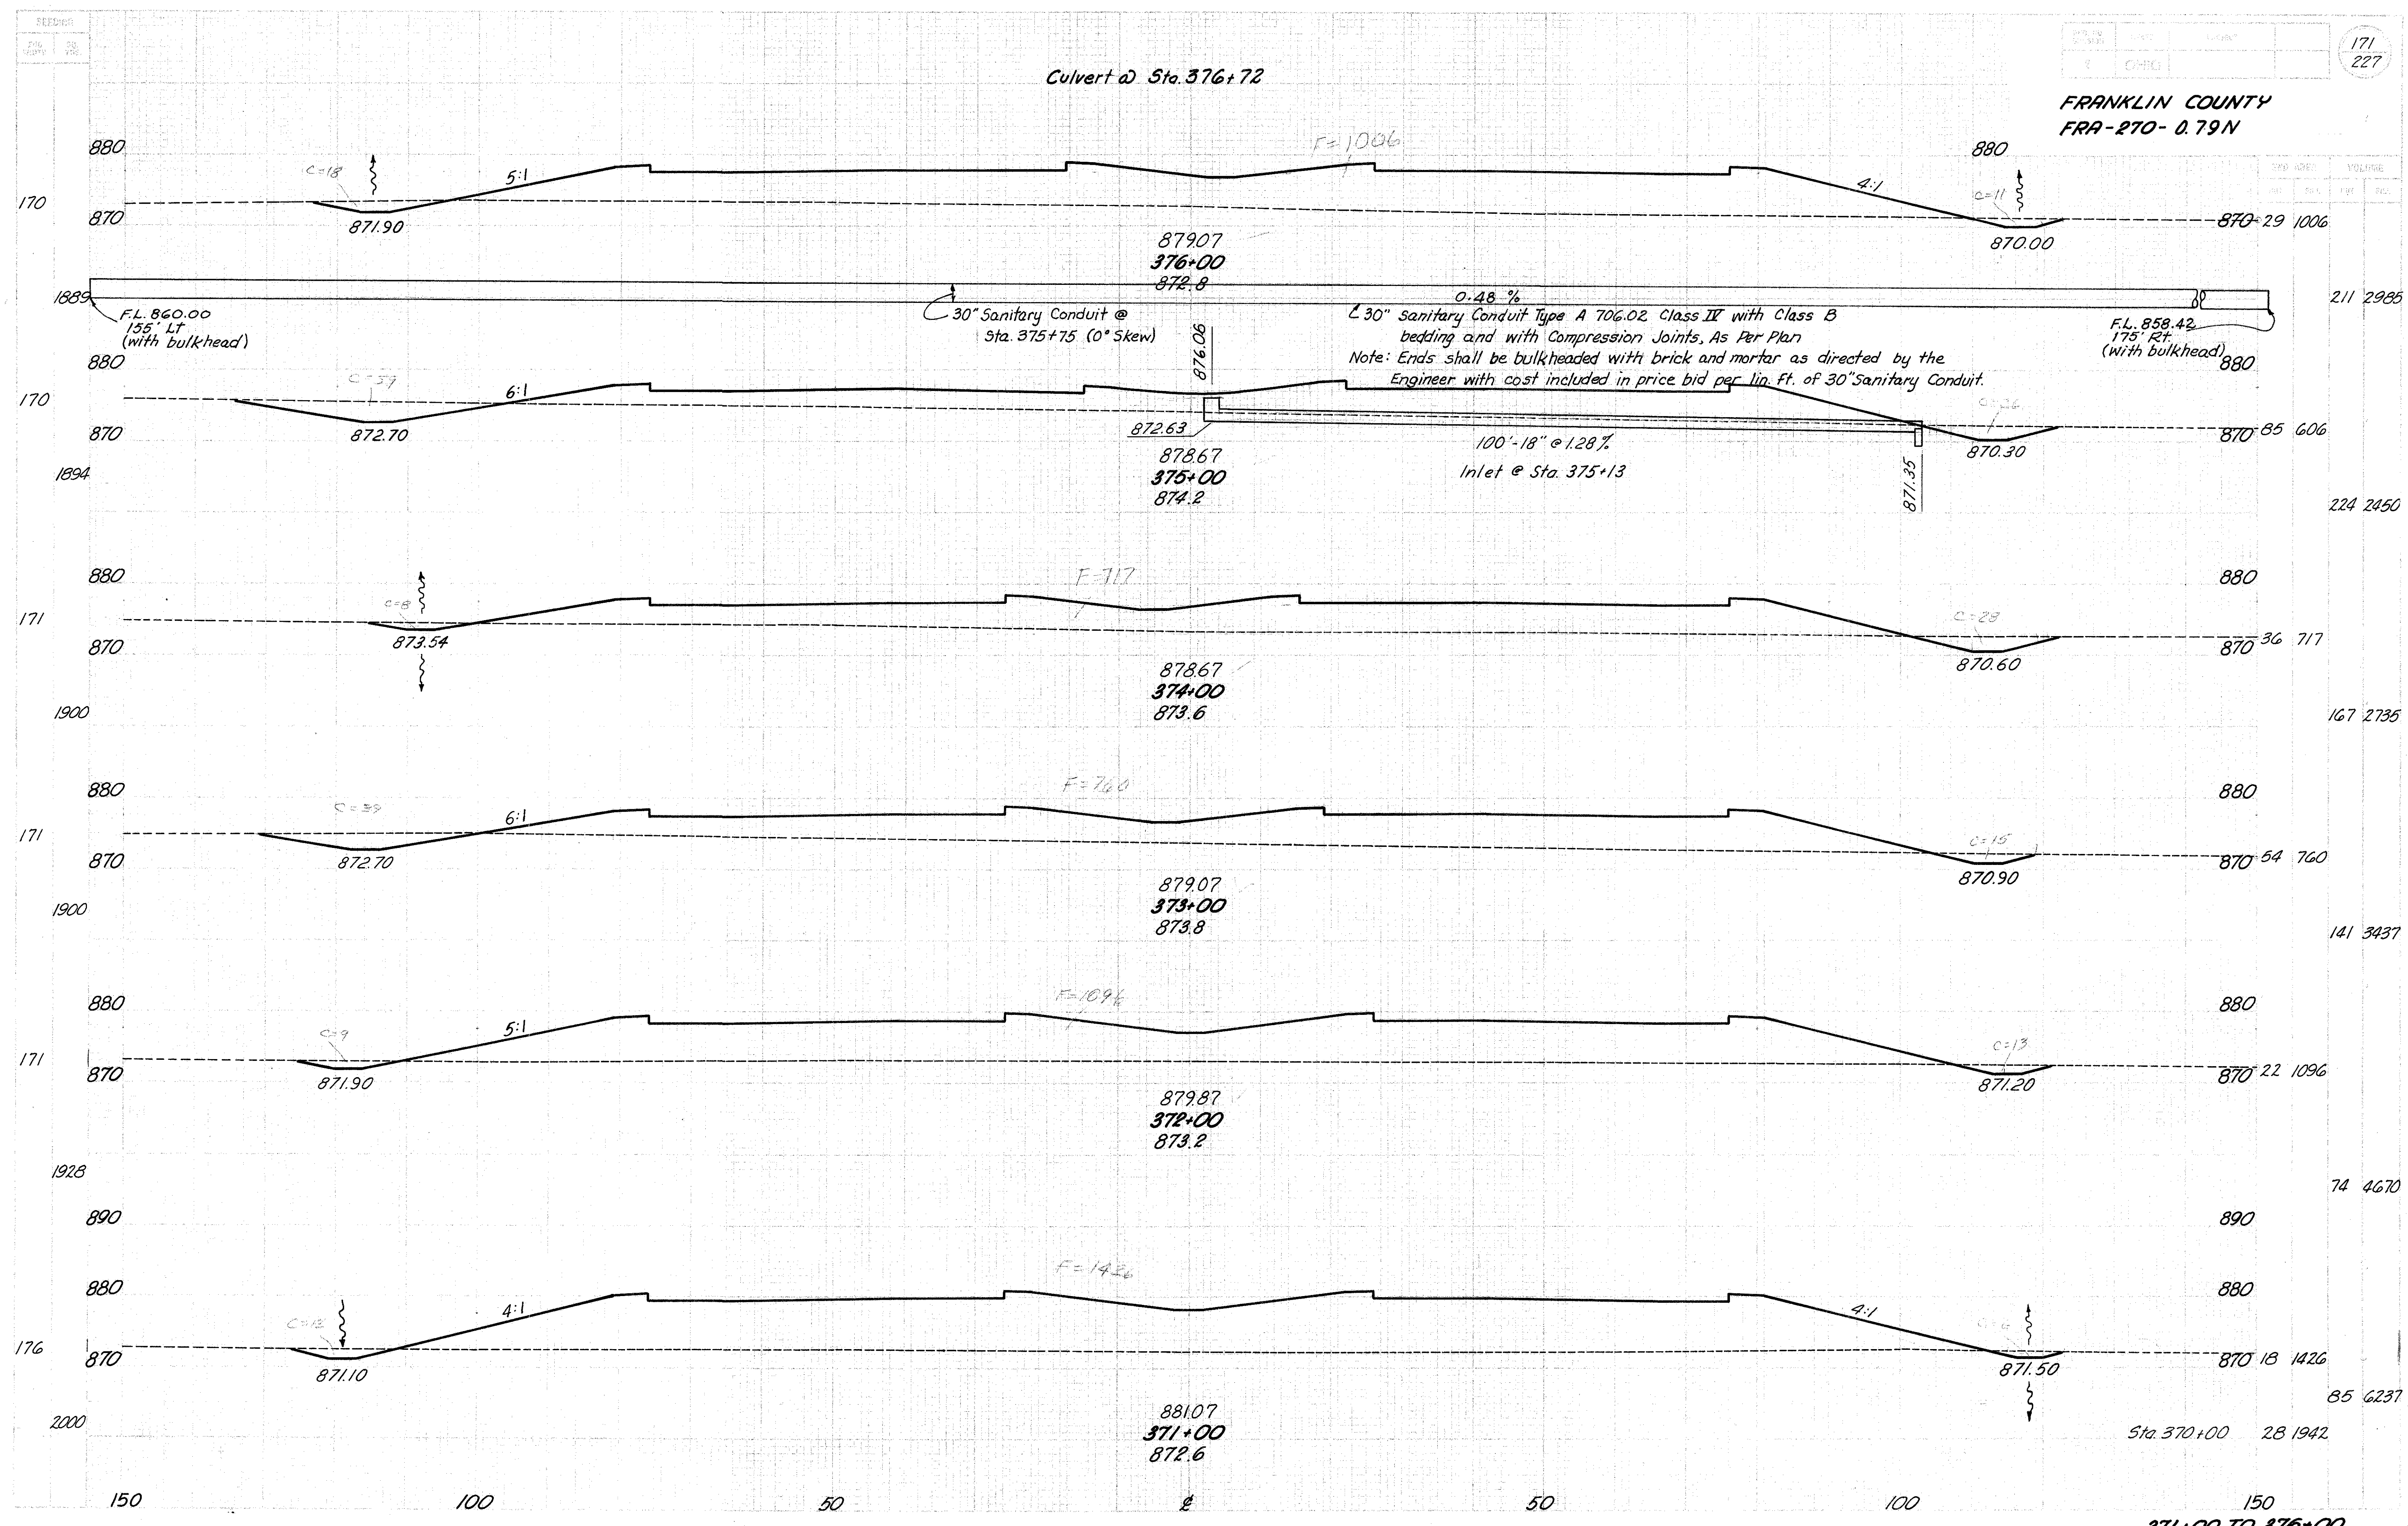 171
227
OHIO
Culvert @ Sta. 376+72
FRANKLIN COUNTY
FRA-270-0.79N
880
880
F=1006
C=18
5:1
4:1
C=11
170
870
871.90
870.00
870
29 1006
879.07
376+00
872.8
1889
0.48 %
211 2985
F.L. 860.00
155' Lt
(with bulkhead)
30" Sanitary Conduit @
Sta. 375+75 (0° Skew)
876.06
30" Sanitary Conduit Type A 706.02 Class IV with Class B
bedding and with Compression Joints, As Per Plan
Note: Ends shall be bulkheaded with brick and mortar as directed by the
Engineer with cost included in price bid per lin. ft. of 30" Sanitary Conduit.
F.L. 858.42
175' Rt.
(with bulkhead)
880
880
C=39
6:1
170
870
872.70
872.63
100'-18" @ 1.28%
Inlet @ Sta. 375+13
871.35
870.30
870
85 606
878.67
375+00
874.2
1894
224 2450
880
F=717
880
C=8
C=28
171
870
873.54
870.60
870
36 717
878.67
374+00
873.6
1900
167 2735
880
F=760
880
C=39
6:1
C=15
171
870
872.70
870.90
870
54 760
879.07
373+00
873.8
1900
141 3437
880
F=1096
880
C=9
5:1
C=13
171
870
871.90
871.20
870
22 1096
879.87
372+00
873.2
1928
74 4670
890
890
880
F=1426
880
4:1
4:1
176
870
871.10
871.50
870
18 1426
881.07
371+00
872.6
85 6237
2000
Sta. 370+00 28 1942
150 100 50 ℄ 50 100 150
371+00 TO 376+00